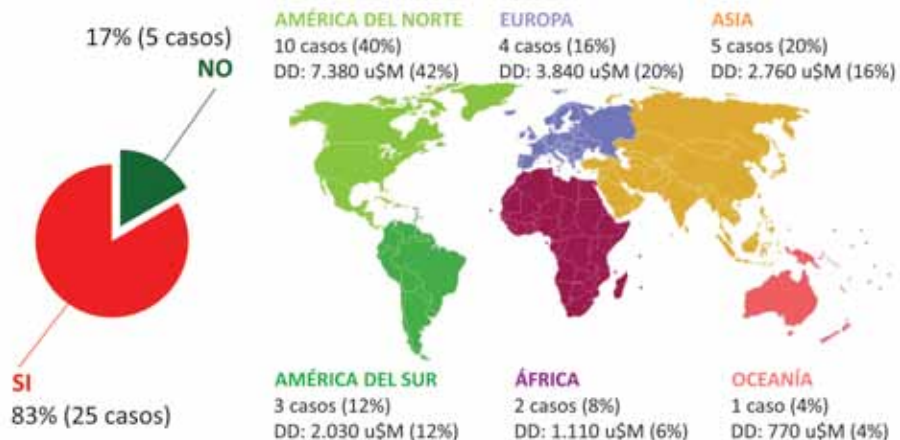 17% (5 casos)
NO
SI
83% (25 casos)
AMÉRICA DEL NORTE
10 casos (40%)
DD: 7.380 u$M (42%)
EUROPA
4 casos (16%)
DD: 3.840 u$M (20%)
ASIA
5 casos (20%)
DD: 2.760 u$M (16%)
AMÉRICA DEL SUR
3 casos (12%)
DD: 2.030 u$M (12%)
ÁFRICA
2 casos (8%)
DD: 1.110 u$M (6%)
OCEANÍA
1 caso (4%)
DD: 770 u$M (4%)